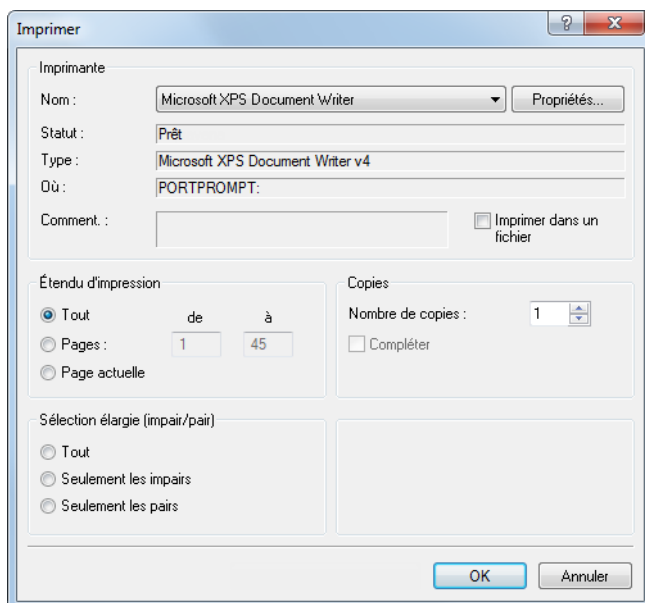 Imprimer
Imprimante
Nom : Microsoft XPS Document Writer Propriétés...
Statut : Prêt
Type : Microsoft XPS Document Writer v4
Où : PORTPROMPT:
Comment. : Imprimer dans un
fichier
Étendu d'impression Copies
Tout de à Nombre de copies : 1
Pages : 1 45 Compléter
Page actuelle
Sélection élargie (impair/pair)
Tout
Seulement les impairs
Seulement les pairs
OK Annuler